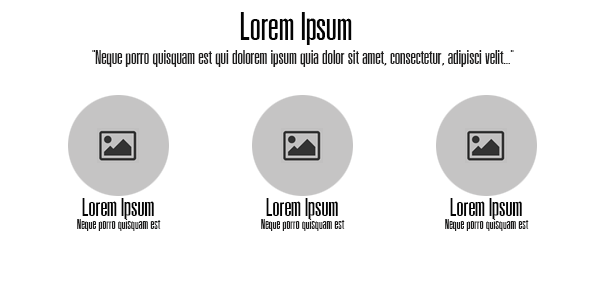 Lorem Ipsum
"Neque porro quisquam est qui dolorem ipsum quia dolor sit amet, consectetur, adipisci velit..."
Lorem Ipsum
Neque porro quisquam est
Lorem Ipsum
Neque porro quisquam est
Lorem Ipsum
Neque porro quisquam est